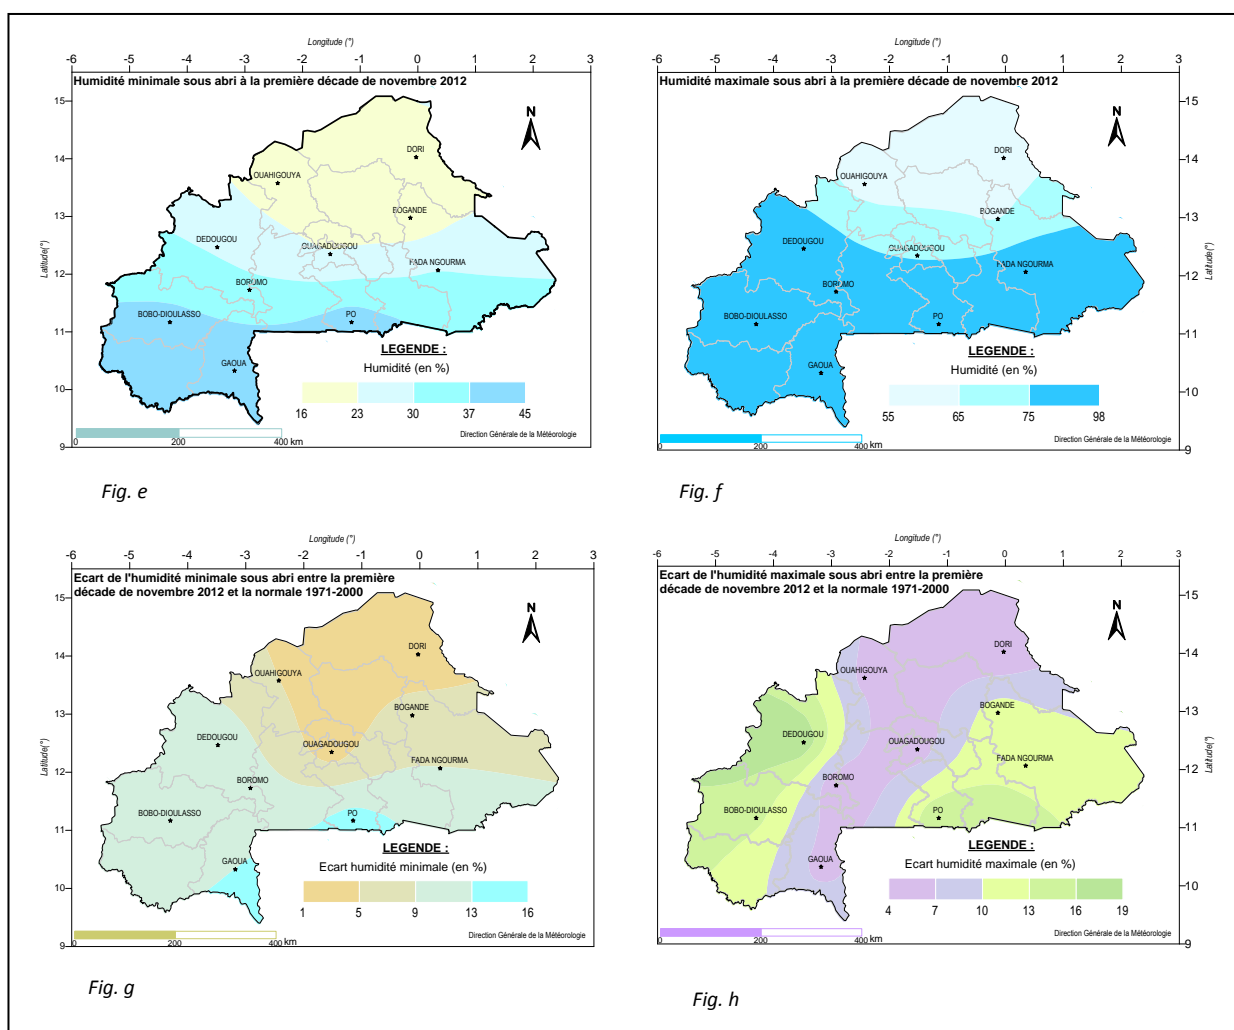 Longitude (°)
-6 -5 -4 -3 -2 -1 0 1 2 3
Humidité minimale sous abri à la première décade de novembre 2012
15
14
13
12
11
10
9
Latitude(°)
N
DORI
OUAHIGOUYA
BOGANDE
DEDOUGOU
OUAGADOUGOU
FADA NGOURMA
BOROMO
BOBO-DIOULASSO
PO
GAOUA
LEGENDE :
Humidité (en %)
16 23 30 37 45
0 200 400 km
Direction Générale de la Météorologie
Fig. e
Longitude (°)
-6 -5 -4 -3 -2 -1 0 1 2 3
Humidité maximale sous abri à la première décade de novembre 2012
15
14
13
12
11
10
9
Latitude(°)
N
DORI
OUAHIGOUYA
BOGANDE
DEDOUGOU
OUAGADOUGOU
FADA NGOURMA
BOROMO
BOBO-DIOULASSO
PO
GAOUA
LEGENDE :
Humidité (en %)
55 65 75 98
0 200 400 km
Direction Générale de la Météorologie
Fig. f
Longitude (°)
-6 -5 -4 -3 -2 -1 0 1 2 3
Ecart de l'humidité minimale sous abri entre la première
décade de novembre 2012 et la normale 1971-2000
15
14
13
12
11
10
9
Latitude(°)
N
DORI
OUAHIGOUYA
BOGANDE
DEDOUGOU
OUAGADOUGOU
FADA NGOURMA
BOROMO
BOBO-DIOULASSO
PO
GAOUA
LEGENDE :
Ecart humidité minimale (en %)
1 5 9 13 16
0 200 400 km
Direction Générale de la Météorologie
Fig. g
Longitude (°)
-6 -5 -4 -3 -2 -1 0 1 2 3
Ecart de l'humidité maximale sous abri entre la première
décade de novembre 2012 et la normale 1971-2000
15
14
13
12
11
10
9
Latitude(°)
N
DORI
OUAHIGOUYA
BOGANDE
DEDOUGOU
OUAGADOUGOU
FADA NGOURMA
BOROMO
BOBO-DIOULASSO
PO
GAOUA
LEGENDE :
Ecart humidité maximale (en %)
4 7 10 13 16 19
0 200 400 km
Direction Générale de la Météorologie
Fig. h